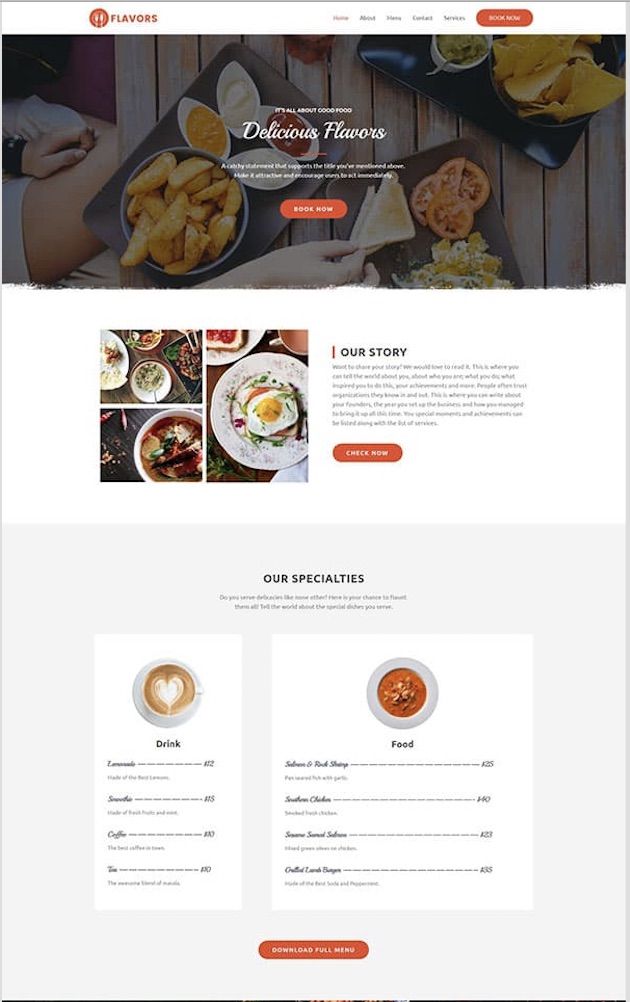 FLAVORS
Home About Menu Contact Services BOOK NOW
IT'S ALL ABOUT GOOD FOOD
Delicious Flavors
A catchy statement that supports the title you've mentioned above.
Make it attractive and encourage users to act immediately.
BOOK NOW
OUR STORY
Want to share your story? We would love to read it. This is where you
can tell the world about you, about who you are; what you do; what
inspired you to do this, your achievements and more. People often trust
organizations they know in and out. This is where you can write about
your founders, the year you set up the business and how you managed
to bring it up all this time. You special moments and achievements can
be listed along with the list of services.
CHECK NOW
OUR SPECIALTIES
Do you serve delicacies like none other? Here is your chance to flaunt
them all! Tell the world about the special dishes you serve.
Drink
Lemonade $12
Made of the Best Lemons.
Smoothie $15
Made of fresh fruits and mint.
Coffee $10
The best coffee in town.
Tea $10
The awesome blend of masala.
Food
Salmon & Rock Shrimp $25
Pan seared fish with garlic.
Southern Chicken $40
Smoked fresh chicken.
Sesame Seared Salmon $23
Mixed green olives on chicken.
Grilled Lamb Burger $35
Made of the Best Soda and Peppermint.
DOWNLOAD FULL MENU